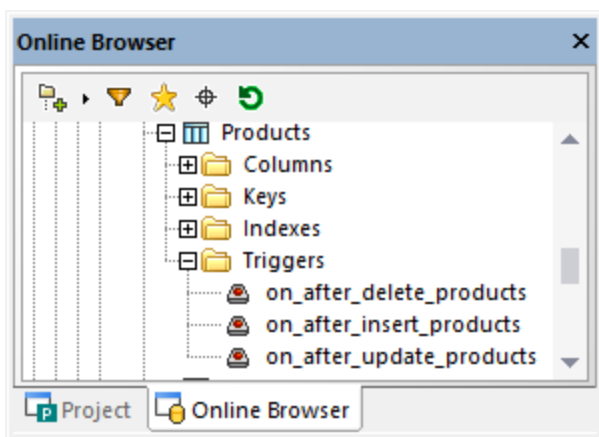 Online Browser
Products
Columns
Keys
Indexes
Triggers
on_after_delete_products
on_after_insert_products
on_after_update_products
Project Online Browser